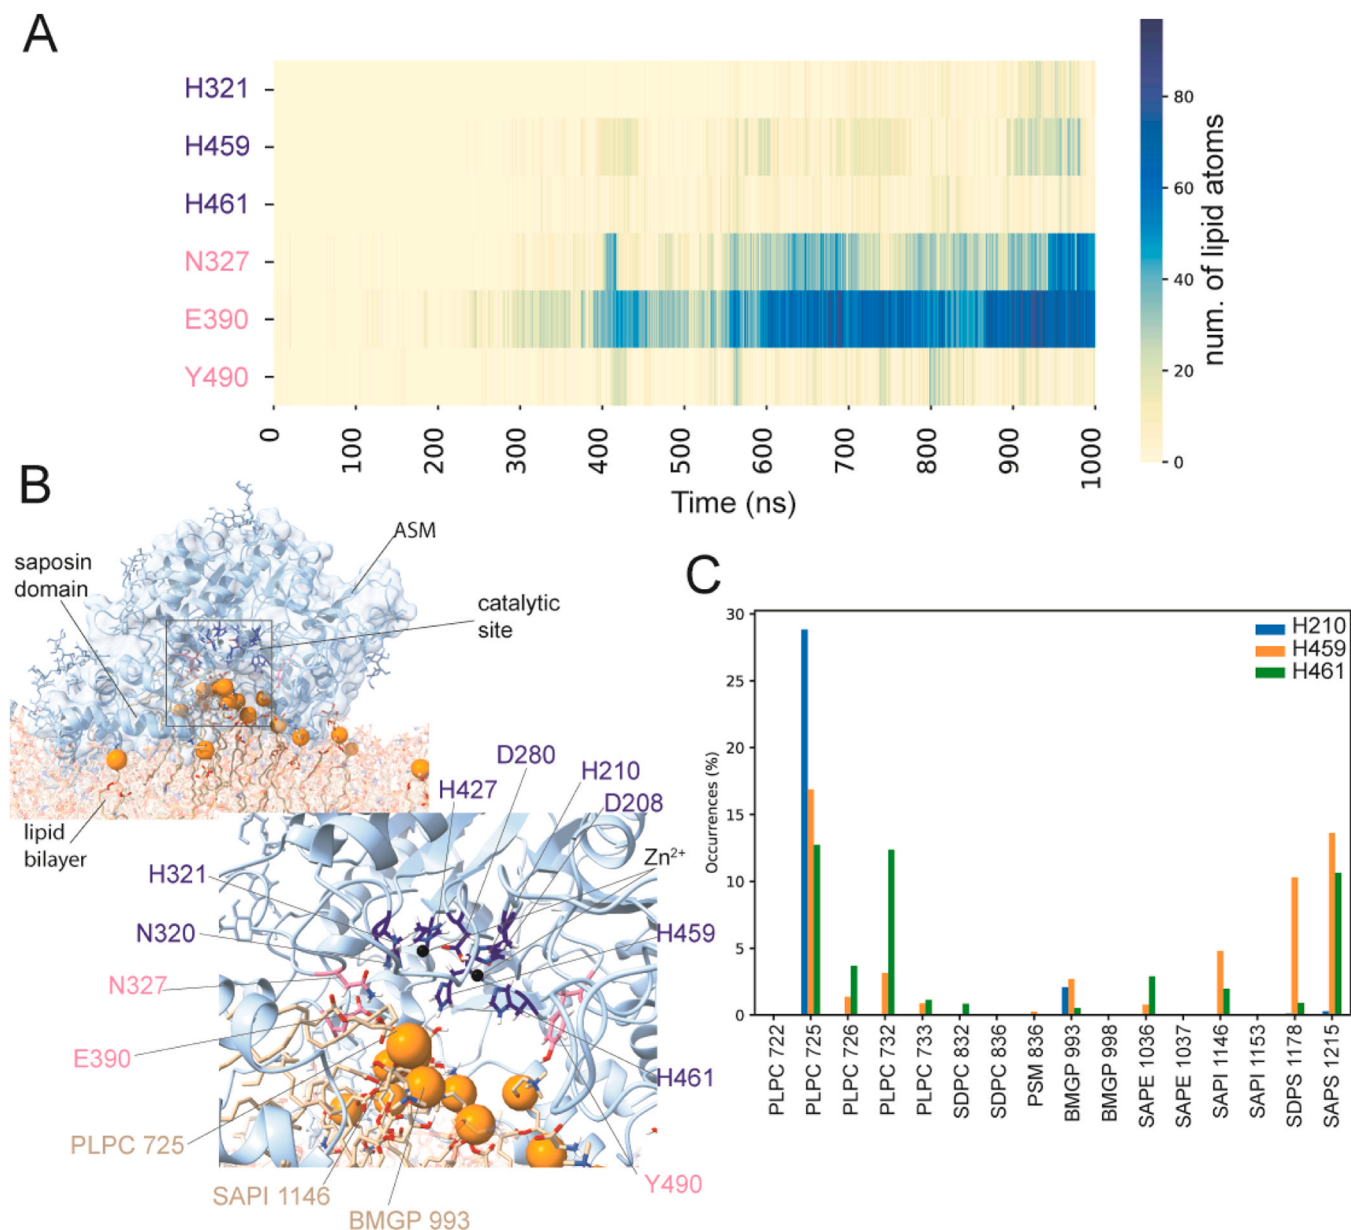 A
H321
H459
H461
N327
E390
Y490
0
100
200
300
400
500
600
700
800
900
1000
Time (ns)
80
60
40
20
0
num. of lipid atoms
B
ASM
saposin
domain
catalytic
site
lipid
bilayer
D280
H210
H427
D208
Zn²⁺
H321
N320
H459
N327
E390
H461
PLPC 725
SAPI 1146
BMGP 993
Y490
C
30
25
20
15
10
5
0
Occurrences (%)
H210
H459
H461
PLPC 722
PLPC 725
PLPC 726
PLPC 732
PLPC 733
SDPC 832
SDPC 836
PSM 836
BMGP 993
BMGP 998
SAPE 1036
SAPE 1037
SAPI 1146
SAPI 1153
SDPS 1178
SAPS 1215